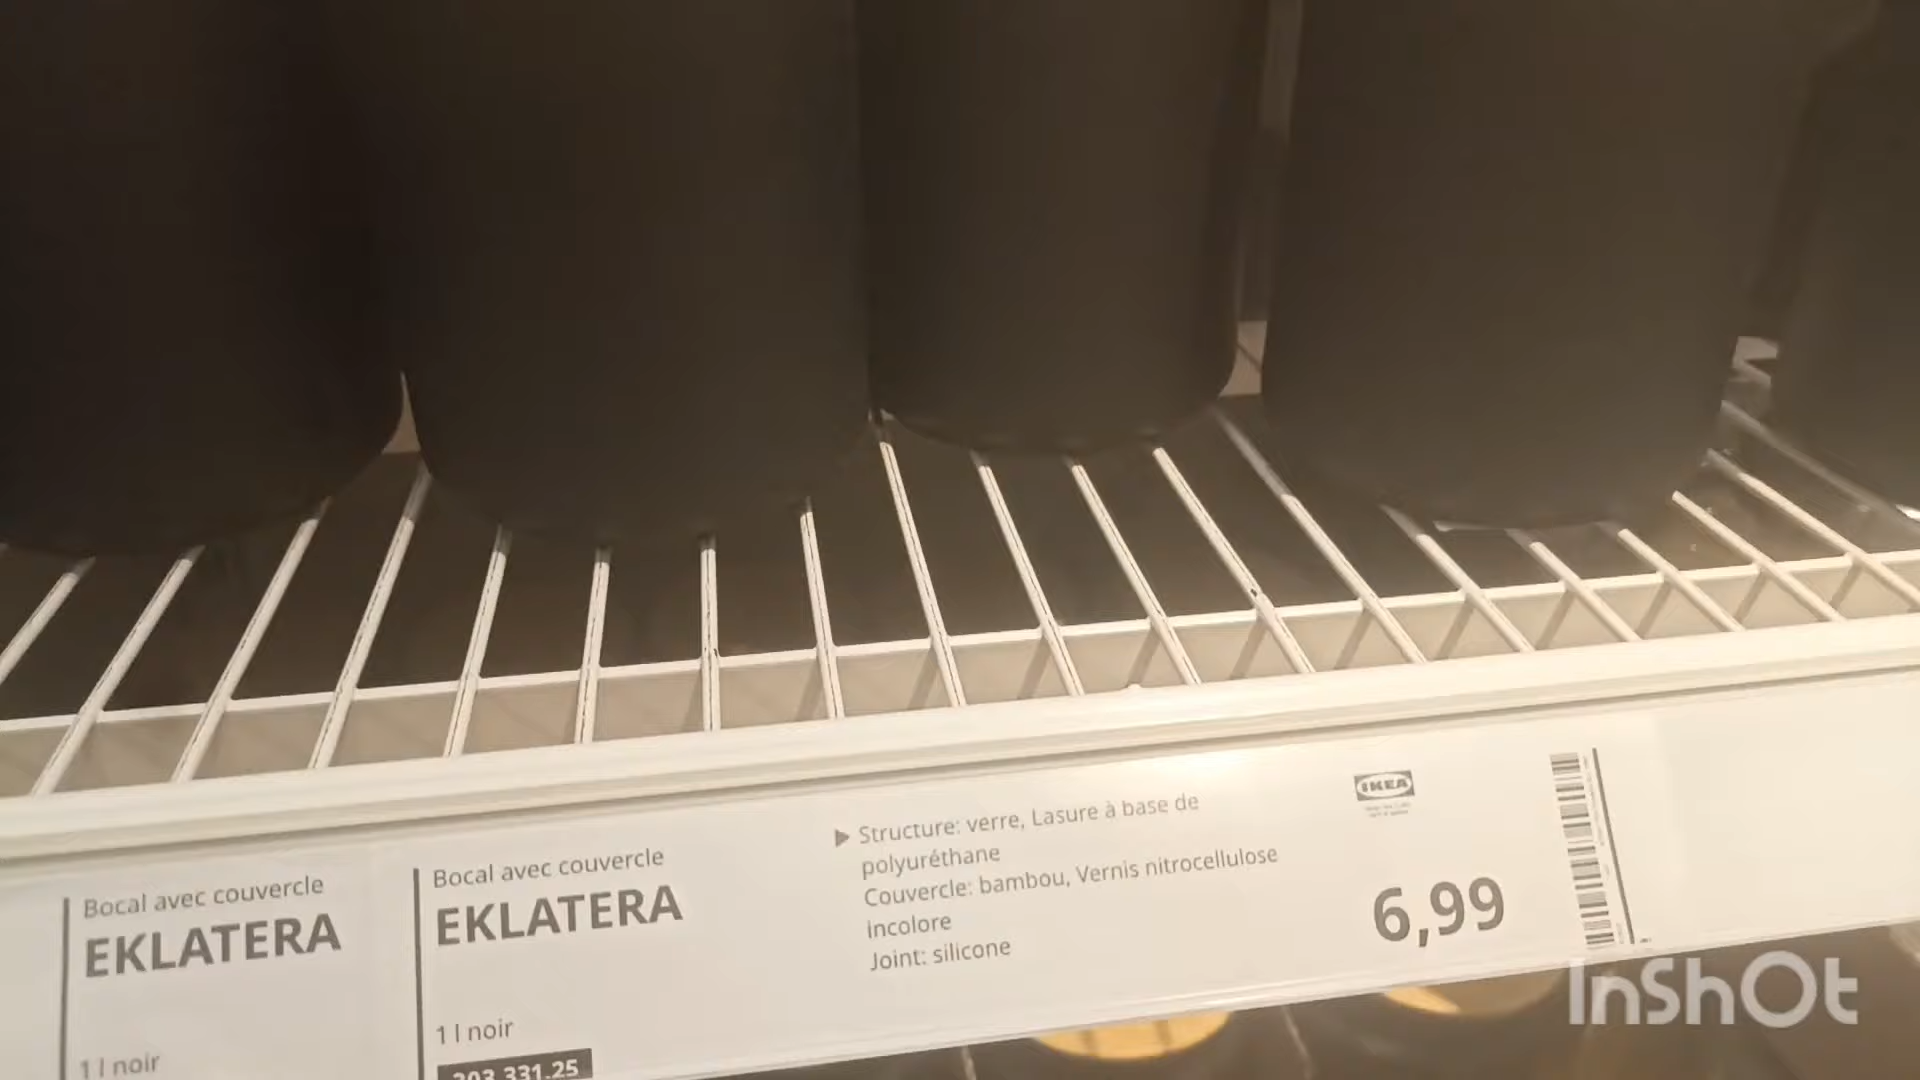 Bocal avec couvercle
EKLATERA
1 l noir
Bocal avec couvercle
EKLATERA
1 l noir
203.331.25
▶ Structure: verre, Lasure à base de
polyuréthane
Couvercle: bambou, Vernis nitrocellulose
incolore
Joint: silicone
IKEA
6,99
InShOt